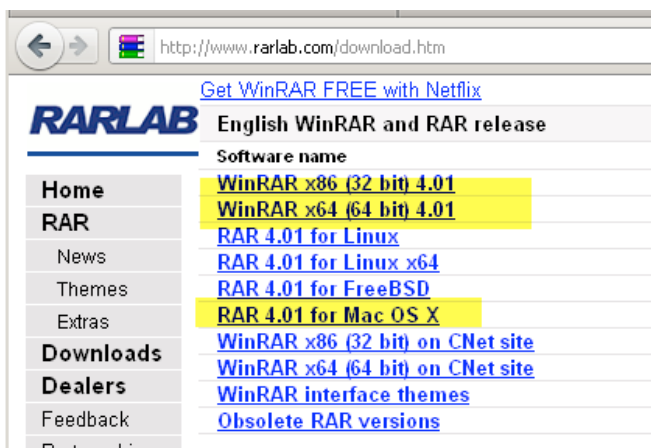 http://www.rarlab.com/download.htm
Get WinRAR FREE with Netflix
RARLAB
English WinRAR and RAR release
Software name
WinRAR x86 (32 bit) 4.01
WinRAR x64 (64 bit) 4.01
RAR 4.01 for Linux
RAR 4.01 for Linux x64
RAR 4.01 for FreeBSD
RAR 4.01 for Mac OS X
WinRAR x86 (32 bit) on CNet site
WinRAR x64 (64 bit) on CNet site
WinRAR interface themes
Obsolete RAR versions
Home
RAR
News
Themes
Extras
Downloads
Dealers
Feedback